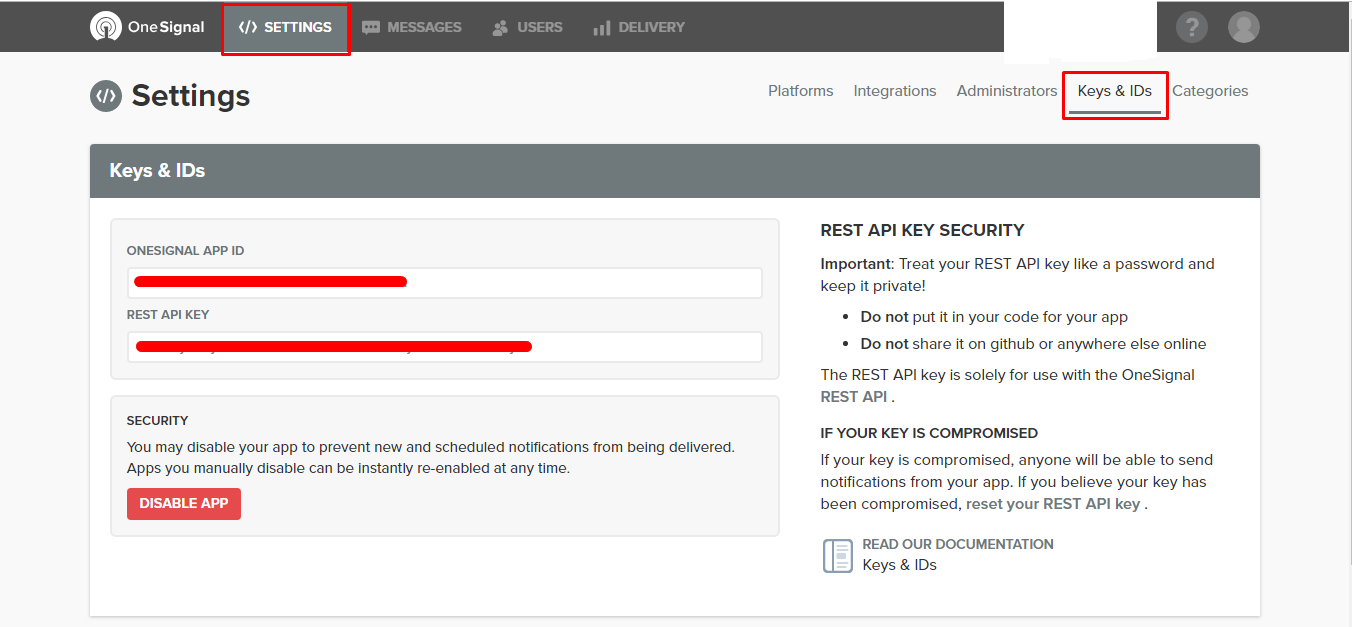 OneSignal
</> SETTINGS
MESSAGES
USERS
DELIVERY
?
</> Settings
Platforms
Integrations
Administrators
Keys & IDs
Categories
Keys & IDs
ONESIGNAL APP ID
REST API KEY
SECURITY
You may disable your app to prevent new and scheduled notifications from being delivered.
Apps you manually disable can be instantly re-enabled at any time.
DISABLE APP
REST API KEY SECURITY
Important: Treat your REST API key like a password and
keep it private!
• Do not put it in your code for your app
• Do not share it on github or anywhere else online
The REST API key is solely for use with the OneSignal
REST API .
IF YOUR KEY IS COMPROMISED
If your key is compromised, anyone will be able to send
notifications from your app. If you believe your key has
been compromised, reset your REST API key .
READ OUR DOCUMENTATION
Keys & IDs